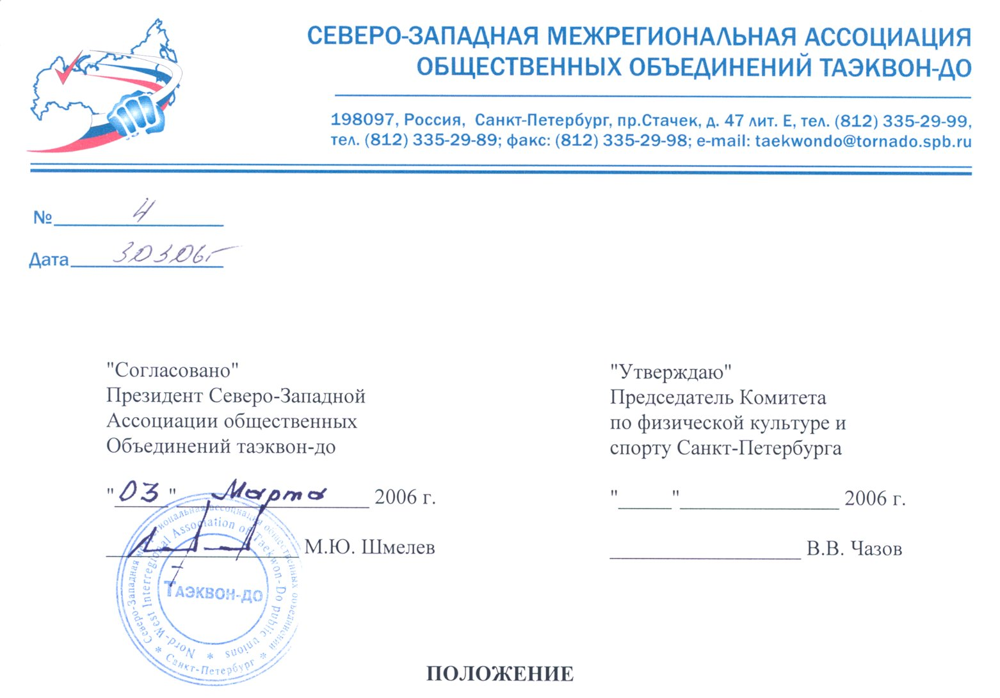 СЕВЕРО-ЗАПАДНАЯ МЕЖРЕГИОНАЛЬНАЯ АССОЦИАЦИЯ
ОБЩЕСТВЕННЫХ ОБЪЕДИНЕНИЙ ТАЭКВОН-ДО
198097, Россия, Санкт-Петербург, пр.Стачек, д. 47 лит. Е, тел. (812) 335-29-99,
тел. (812) 335-29-89; факс: (812) 335-29-98; e-mail: taekwondo@tornado.spb.ru
№ 4
Дата 30306г
"Согласовано"
Президент Северо-Западной
Ассоциации общественных
Объединений таэквон-до
"03" Марта 2006 г.
М.Ю. Шмелев
"Утверждаю"
Председатель Комитета
по физической культуре и
спорту Санкт-Петербурга
"_____" _______________ 2006 г.
_______________ В.В. Чазов
Северо-Западная межрегиональная ассоциация общественных объединений * Санкт-Петербург *
Nord-West Interregional Association of Taekwon-Do public unions *
ТАЭКВОН-ДО
ПОЛОЖЕНИЕ